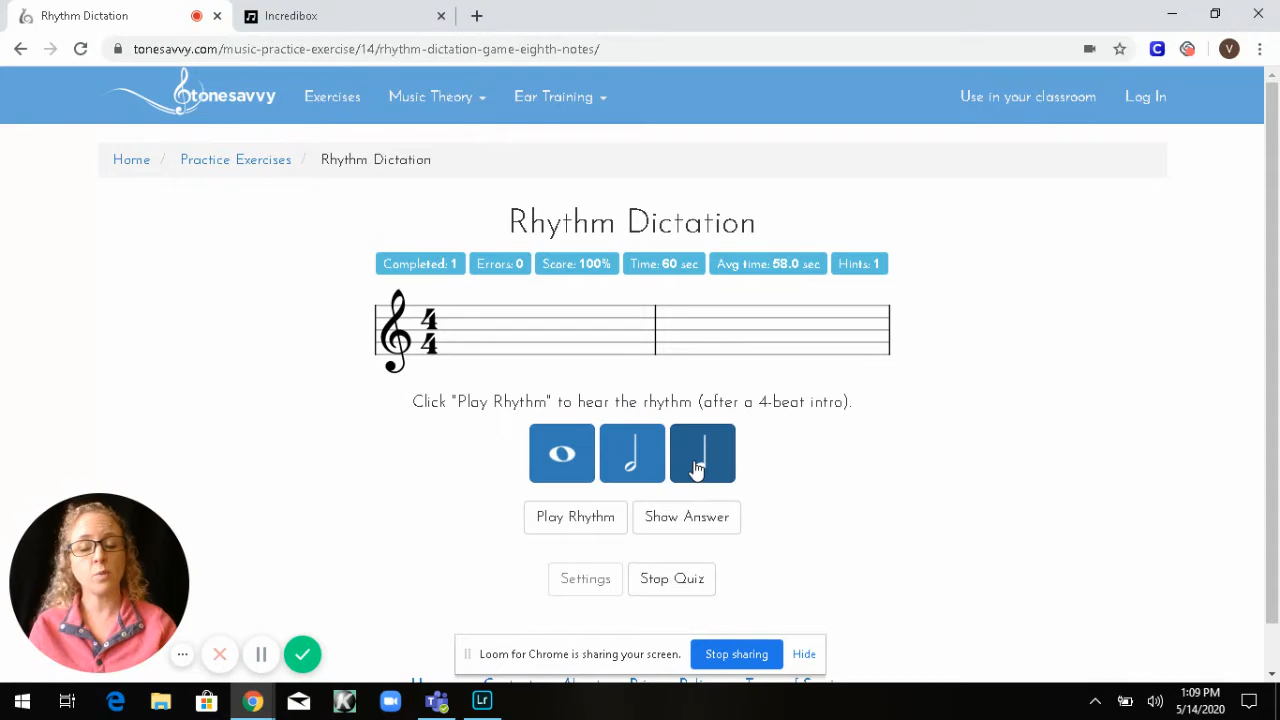 Rhythm Dictation
Incredibox
tonesavvy.com/music-practice-exercise/14/rhythm-dictation-game-eighth-notes/
C
V
tonesavvy
Exercises
Music Theory
Ear Training
Use in your classroom
Log In
Home / Practice Exercises / Rhythm Dictation
Rhythm Dictation
Completed: 1
Errors: 0
Score: 100%
Time: 60 sec
Avg time: 58.0 sec
Hints: 1
4
4
Click "Play Rhythm" to hear the rhythm (after a 4-beat intro).
Play Rhythm
Show Answer
Settings
Stop Quiz
Loom for Chrome is sharing your screen.
Stop sharing
Hide
K
Lr
1:09 PM
5/14/2020